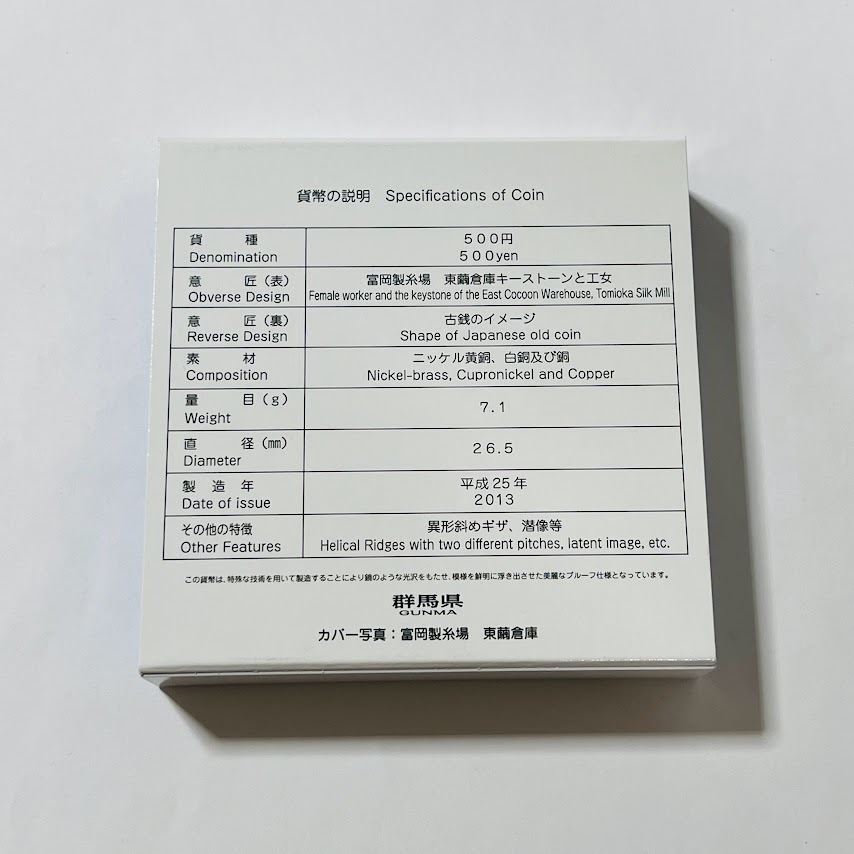 貨幣の説明　Specifications of Coin
貨　種
５００円
Denomination
５００yen
意　匠（表）
富岡製糸場　東繭倉庫キーストーンと工女
Obverse Design
Female worker and the keystone of the East Cocoon Warehouse, Tomioka Silk Mill
意　匠（裏）
古銭のイメージ
Reverse Design
Shape of Japanese old coin
素　材
ニッケル黄銅、白銅及び銅
Composition
Nickel-brass, Cupronickel and Copper
量　目（g）
Weight
7.1
直　径（㎜）
Diameter
26.5
製　造　年
平成25年
Date of issue
2013
その他の特徴
異形斜めギザ、潜像等
Other Features
Helical Ridges with two different pitches, latent image, etc.
この貨幣は、特殊な技術を用いて製造することにより鏡のような光沢をもたせ、模様を鮮明に浮き出させた美麗なプルーフ仕様となっています。
群馬県
GUNMA
カバー写真：富岡製糸場　東繭倉庫